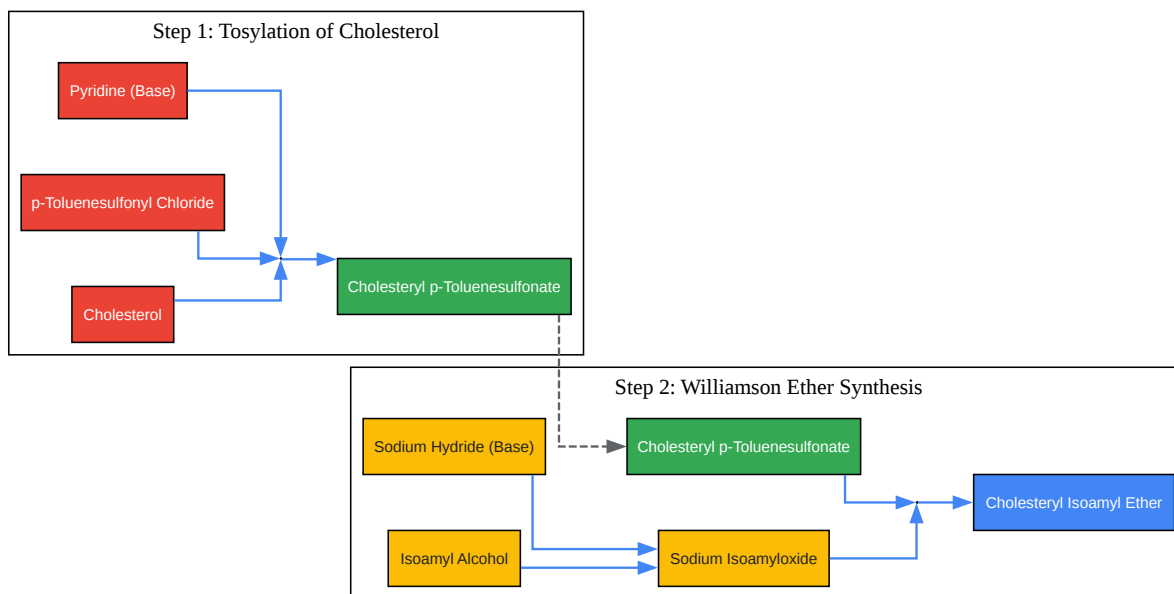 Step 1: Tosylation of Cholesterol
Pyridine (Base)
p-Toluenesulfonyl Chloride
Cholesterol
Cholesteryl p-Toluenesulfonate
Step 2: Williamson Ether Synthesis
Sodium Hydride (Base)
Cholesteryl p-Toluenesulfonate
Cholesteryl Isoamyl Ether
Isoamyl Alcohol
Sodium Isoamyloxide